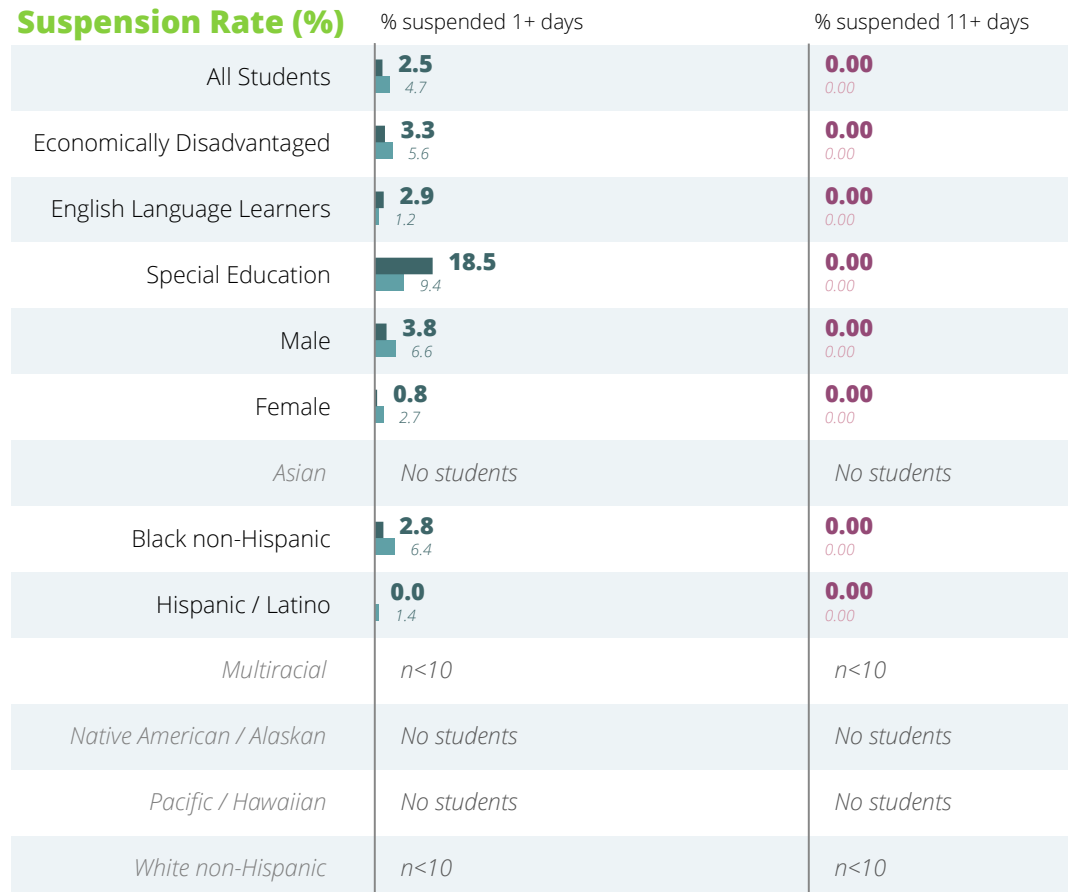 Suspension Rate (%) % suspended 1+ days % suspended 11+ days
All Students 2.5 0.00
4.7 0.00
Economically Disadvantaged 3.3 0.00
5.6 0.00
English Language Learners 2.9 0.00
1.2 0.00
Special Education 18.5 0.00
9.4 0.00
Male 3.8 0.00
6.6 0.00
Female 0.8 0.00
2.7 0.00
Asian No students No students
Black non-Hispanic 2.8 0.00
6.4 0.00
Hispanic / Latino 0.0 0.00
1.4 0.00
Multiracial n<10 n<10
Native American / Alaskan No students No students
Pacific / Hawaiian No students No students
White non-Hispanic n<10 n<10